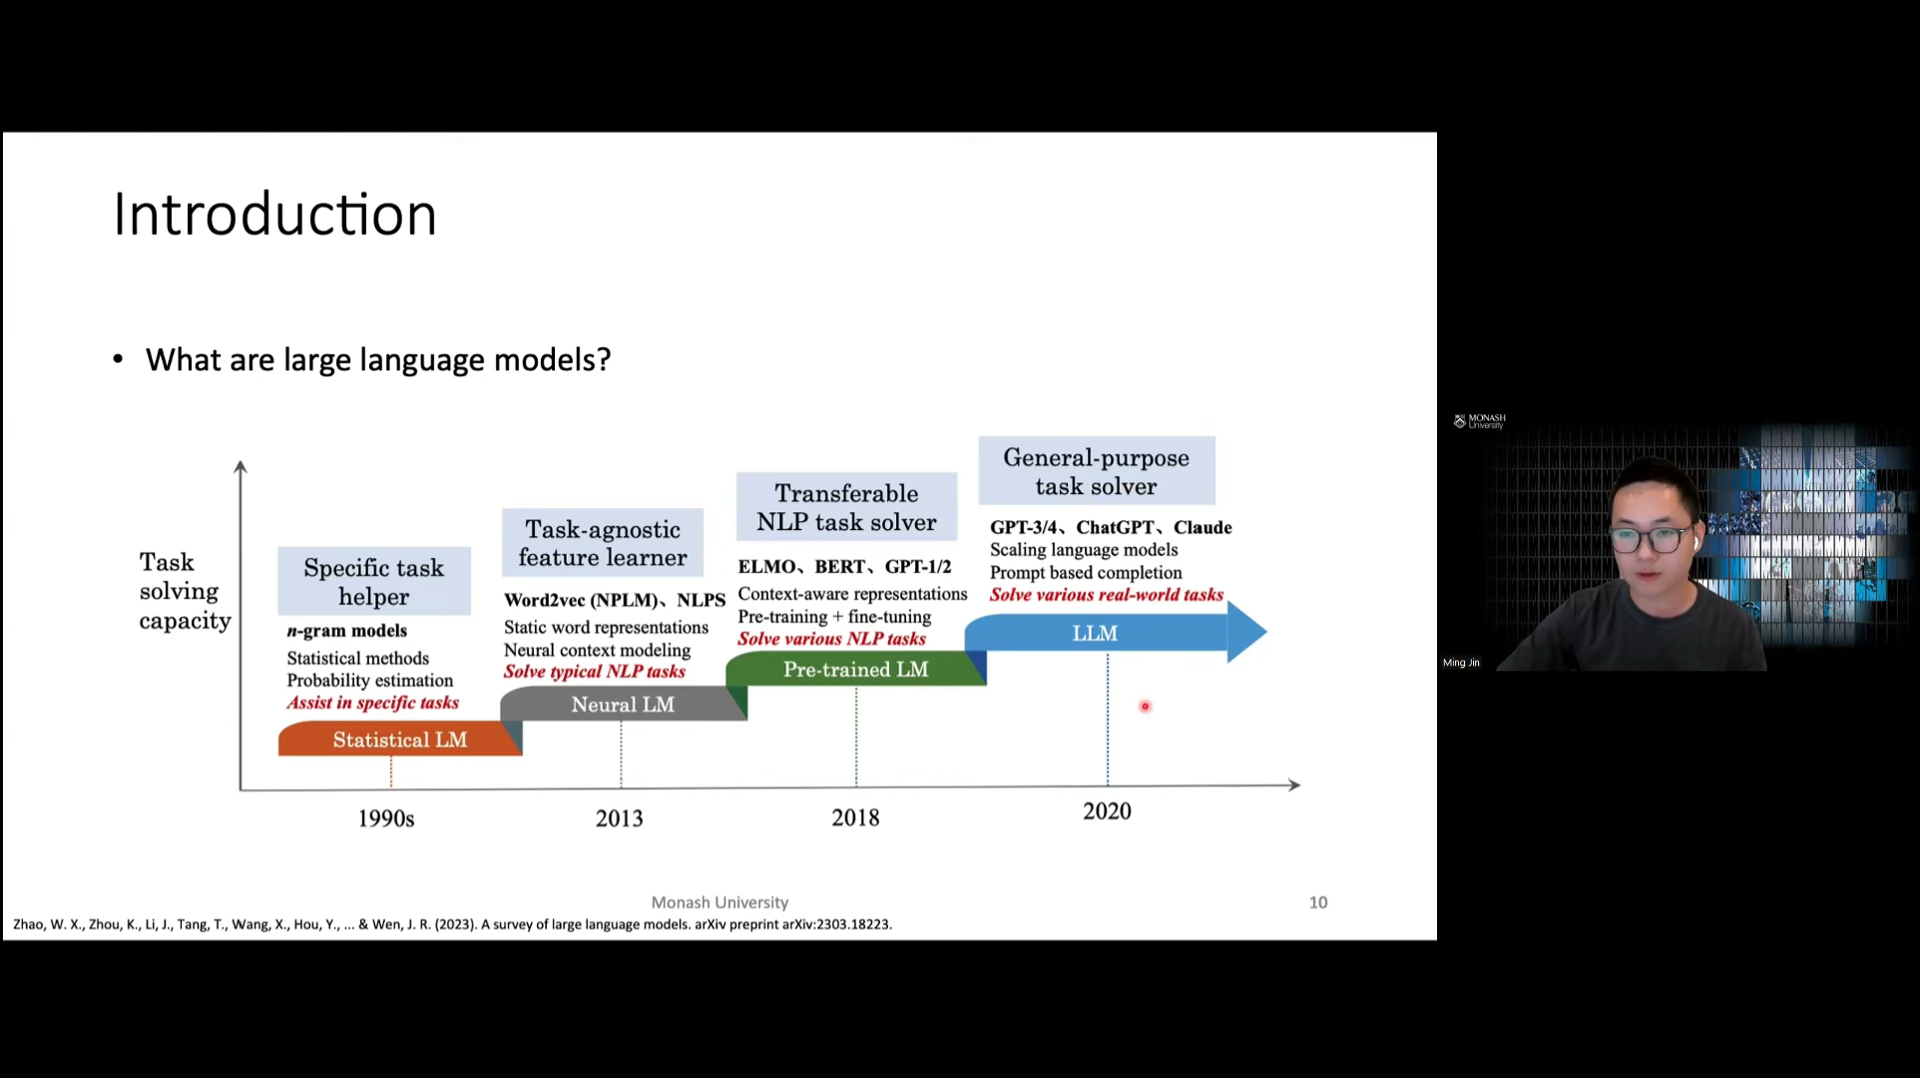 Introduction
• What are large language models?
Task
solving
capacity
Specific task
helper
n-gram models
Statistical methods
Probability estimation
Assist in specific tasks
Statistical LM
1990s
Task-agnostic
feature learner
Word2vec (NPLM)、NLPS
Static word representations
Neural context modeling
Solve typical NLP tasks
Neural LM
2013
Transferable
NLP task solver
ELMO、BERT、GPT-1/2
Context-aware representations
Pre-training + fine-tuning
Solve various NLP tasks
Pre-trained LM
2018
General-purpose
task solver
GPT-3/4、ChatGPT、Claude
Scaling language models
Prompt based completion
Solve various real-world tasks
LLM
2020
Monash University
10
Zhao, W. X., Zhou, K., Li, J., Tang, T., Wang, X., Hou, Y., ... & Wen, J. R. (2023). A survey of large language models. arXiv preprint arXiv:2303.18223.
MONASH
University
Ming Jin